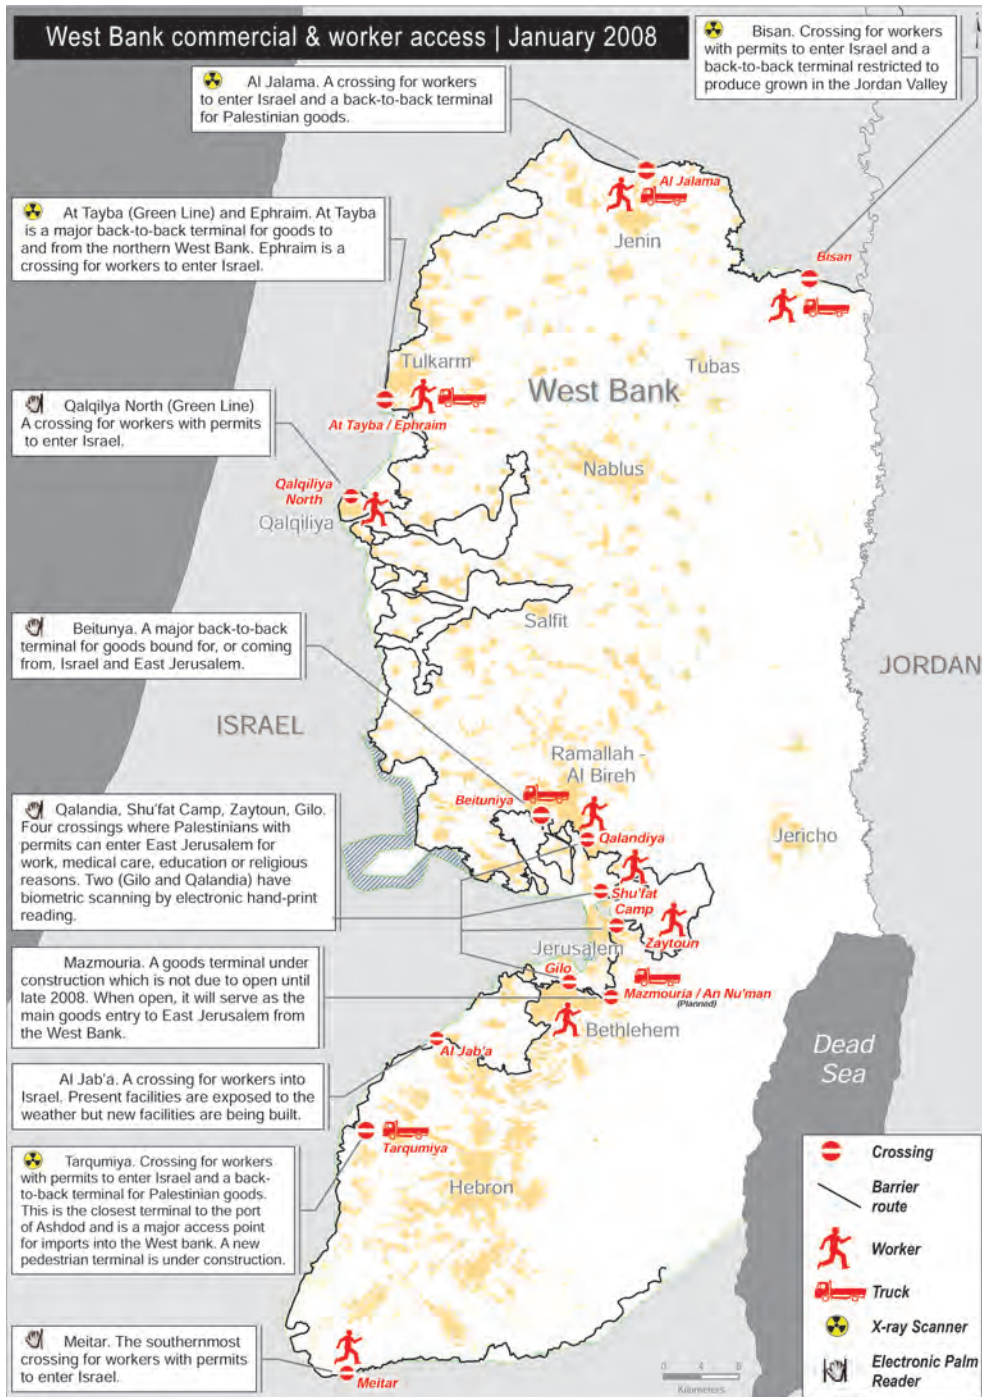 West Bank commercial & worker access | January 2008
Bisan. Crossing for workers
with permits to enter Israel and a
back-to-back terminal restricted to
produce grown in the Jordan Valley
Al Jalama. A crossing for workers
to enter Israel and a back-to-back terminal
for Palestinian goods.
Al Jalama
Jenin
Bisan
At Tayba (Green Line) and Ephraim. At Tayba
is a major back-to-back terminal for goods to
and from the northern West Bank. Ephraim is a
crossing for workers to enter Israel.
Tulkarm
Tubas
West Bank
At Tayba / Ephraim
Qalqilya North (Green Line)
A crossing for workers with permits
to enter Israel.
Nablus
Qalqiliya
North
Qalqiliya
Salfit
Beitunya. A major back-to-back
terminal for goods bound for, or coming
from, Israel and East Jerusalem.
JORDAN
ISRAEL
Ramallah -
Al Bireh
Beituniya
Qalandiya
Jericho
Qalandia, Shu'fat Camp, Zaytoun, Gilo.
Four crossings where Palestinians with
permits can enter East Jerusalem for
work, medical care, education or religious
reasons. Two (Gilo and Qalandia) have
biometric scanning by electronic hand-print
reading.
Shu'fat
Camp
Zaytoun
Jerusalem
Gilo
Mazmouria / An Nu'man
(Planned)
Bethlehem
Mazmouria. A goods terminal under
construction which is not due to open until
late 2008. When open, it will serve as the
main goods entry to East Jerusalem from
the West Bank.
Al Jab'a
Dead
Sea
Al Jab'a. A crossing for workers into
Israel. Present facilities are exposed to the
weather but new facilities are being built.
Tarqumiya
Hebron
Tarqumiya. Crossing for workers
with permits to enter Israel and a back-
to-back terminal for Palestinian goods.
This is the closest terminal to the port
of Ashdod and is a major access point
for imports into the West bank. A new
pedestrian terminal is under construction.
Meitar. The southernmost
crossing for workers with permits
to enter Israel.
Meitar
Crossing
Barrier
route
Worker
Truck
X-ray Scanner
Electronic Palm
Reader
0 4 8
Kilometers